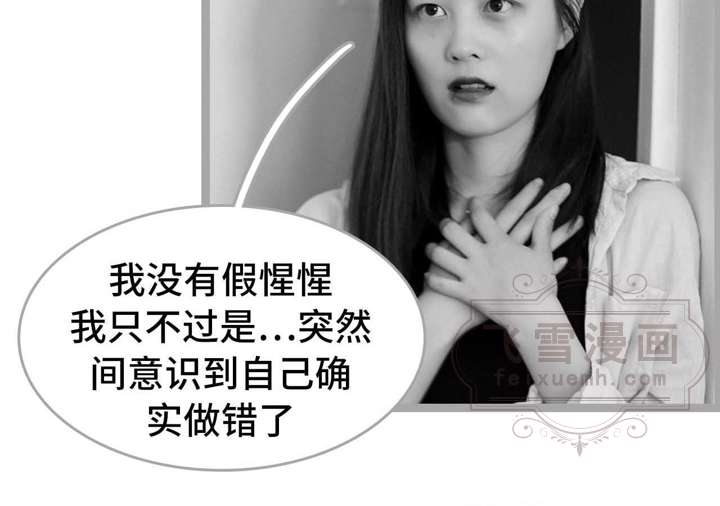 我没有假惺惺
我只不过是...突然
间意识到自己确
实做错了
飞雪漫画
feixuemh.com